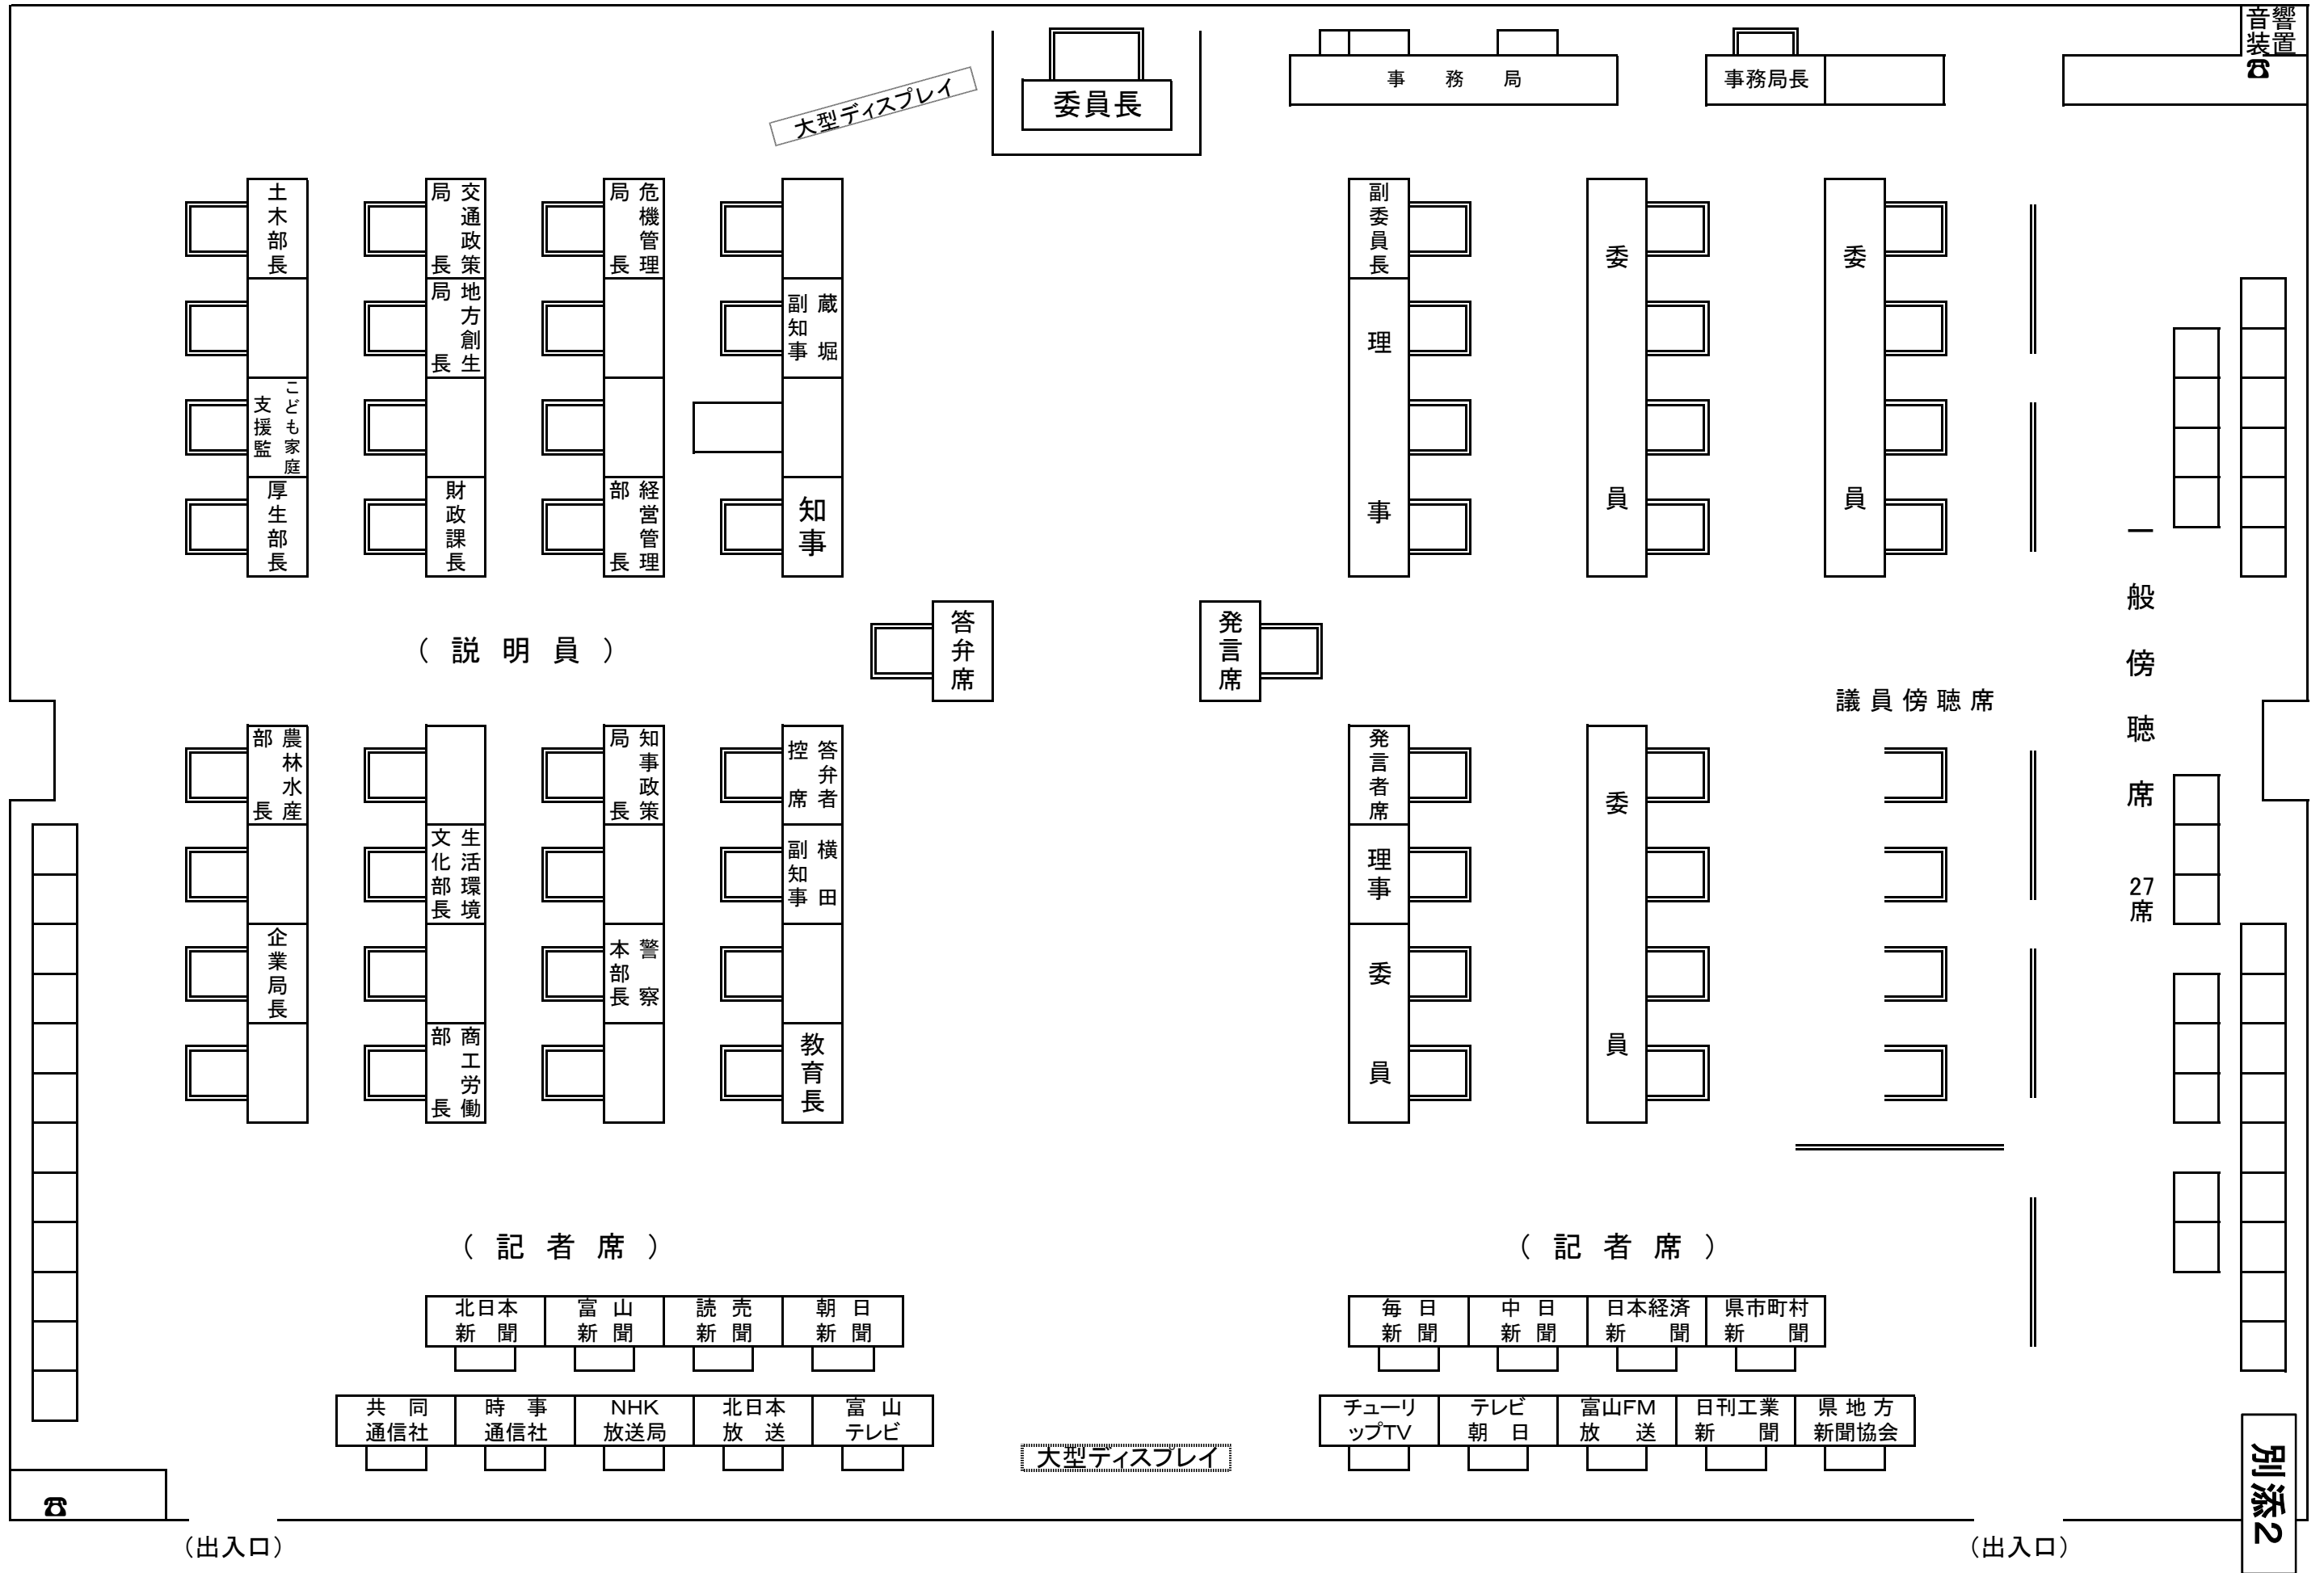 音響
装置
☎
大型ディスプレイ
委員長
事務局
事務局長
土木部長
交通政策
局長
危機管理
局長
副委員長
委員
委員
地方創生
局長
蔵堀
副知事
理事
こども家庭
支援監
厚生部長
財政課長
経営管理
部長
知事
一般傍聴席 27席
答弁席
発言席
（説明員）
議員傍聴席
農林水産
部長
知事政策
局長
答弁者
控席
発言者席
委員
生活環境
文化部長
横田
副知事
理事
企業局長
警察
本部長
委員
商工労働
部長
教育長
（記者席）
（記者席）
北日本
新聞
富山
新聞
読売
新聞
朝日
新聞
毎日
新聞
中日
新聞
日本経済
新聞
県市町村
新聞
共同
通信社
時事
通信社
NHK
放送局
北日本
放送
富山
テレビ
チューリ
ップTV
テレビ
朝日
富山FM
放送
日刊工業
新聞
県地方
新聞協会
大型ディスプレイ
別添2
☎
（出入口）
（出入口）